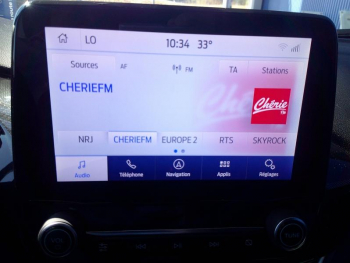 LO 10:34 33°
Sources AF FM TA Stations
CHERIEFM
Chérie
FM
NRJ CHERIEFM EUROPE 2 RTS SKYROCK
Audio Téléphone Navigation Applis Réglages